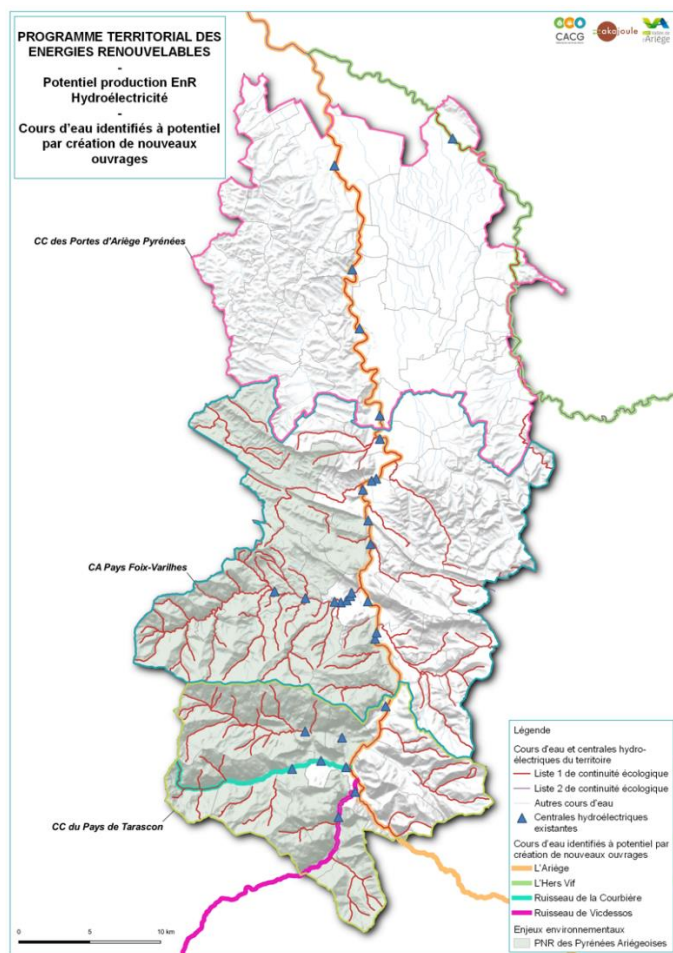 PROGRAMME TERRITORIAL DES
ENERGIES RENOUVELABLES
-
Potentiel production EnR
Hydroélectricité
-
Cours d'eau identifiés à potentiel
par création de nouveaux
ouvrages
CACG
akajoule
l'Ariège
CC des Portes d'Ariège Pyrénées
CA Pays Foix-Varilhes
CC du Pays de Tarascon
Légende
Cours d'eau et centrales hydro-
électriques du territoire
Liste 1 de continuité écologique
Liste 2 de continuité écologique
Autres cours d'eau
Centrales hydroélectriques
existantes
Cours d'eau identifiés à potentiel par
création de nouveaux ouvrages
L'Ariège
L'Hers Vif
Ruisseau de la Courbière
Ruisseau de Vicdessos
Enjeux environnementaux
PNR des Pyrénées Ariégeoises
0 5 10 km